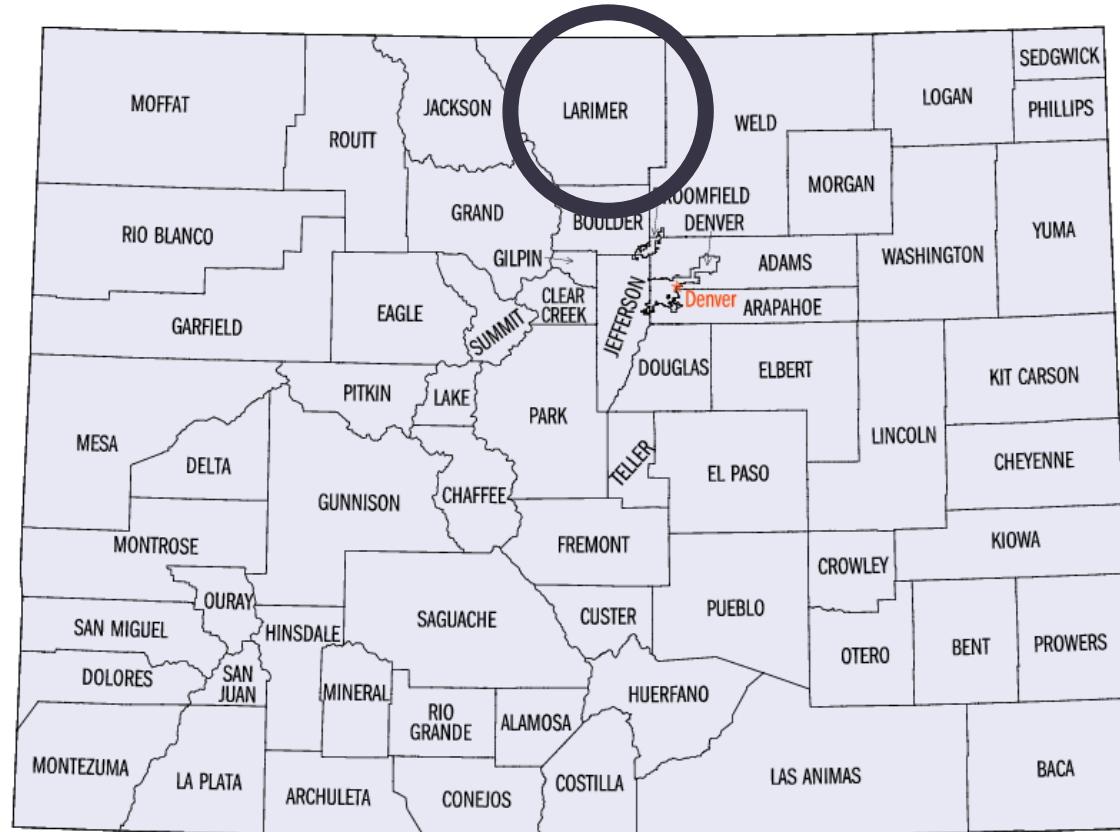 SEDGWICK
LOGAN
MOFFAT
JACKSON
LARIMER
PHILLIPS
WELD
ROUTT
MORGAN
ROOMFIELD
GRAND
BOULDER
DENVER
YUMA
RIO BLANCO
GILPIN
ADAMS
WASHINGTON
CLEAR
CREEK
Denver
EAGLE
ARAPAHOE
JEFFERSON
GARFIELD
SUMMIT
DOUGLAS
ELBERT
KIT CARSON
PITKIN
LAKE
PARK
LINCOLN
MESA
DELTA
TELLER
CHEYENNE
EL PASO
GUNNISON
CHAFFEE
KIOWA
MONTROSE
FREMONT
CROWLEY
OURAY
PUEBLO
CUSTER
SAGUACHE
SAN MIGUEL
HINSDALE
BENT
PROWERS
OTERO
DOLORES
SAN
JUAN
MINERAL
HUERFANO
RIO
GRANDE
ALAMOSA
MONTEZUMA
LA PLATA
COSTILLA
LAS ANIMAS
BACA
ARCHULETA
CONEJOS